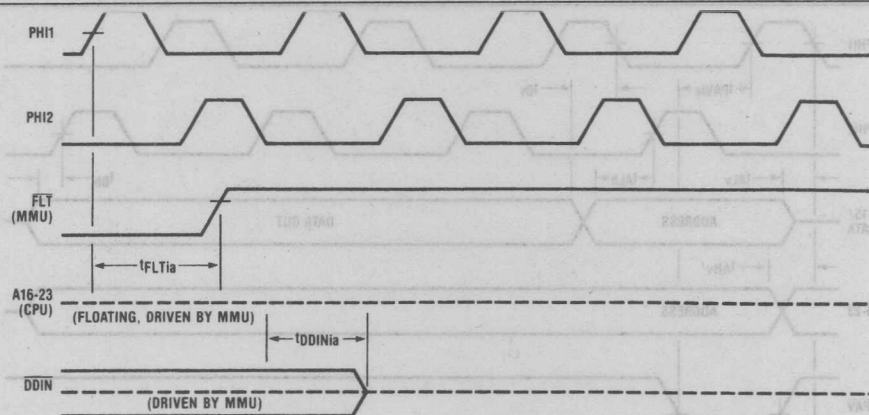 PHI1
PHI2
FLT
(MMU)
tFLTia
A16-23
(CPU)
(FLOATING, DRIVEN BY MMU)
tDDINia
DDIN
(DRIVEN BY MMU)